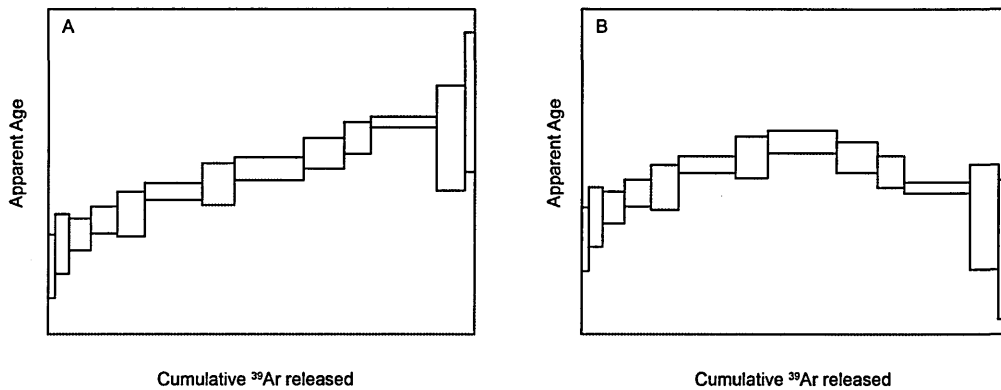 A
B
Apparent Age
Apparent Age
Cumulative ³⁹Ar released
Cumulative ³⁹Ar released